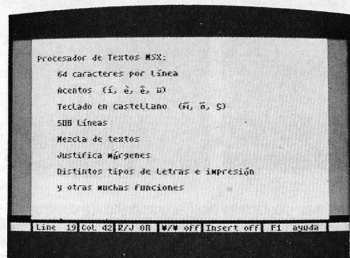 Procesador de Textos MSX:
64 caracteres por Línea
Acentos (í, è, ê, ü)
Teclado en Castellano (Ñ, ñ, Ç)
500 Líneas
Mezcla de textos
Justifica márgenes
Distintos tipos de Letras e impresión
y otras muchas funciones
Line 19 Col 42 R/J on off Insert off F1 ayuda